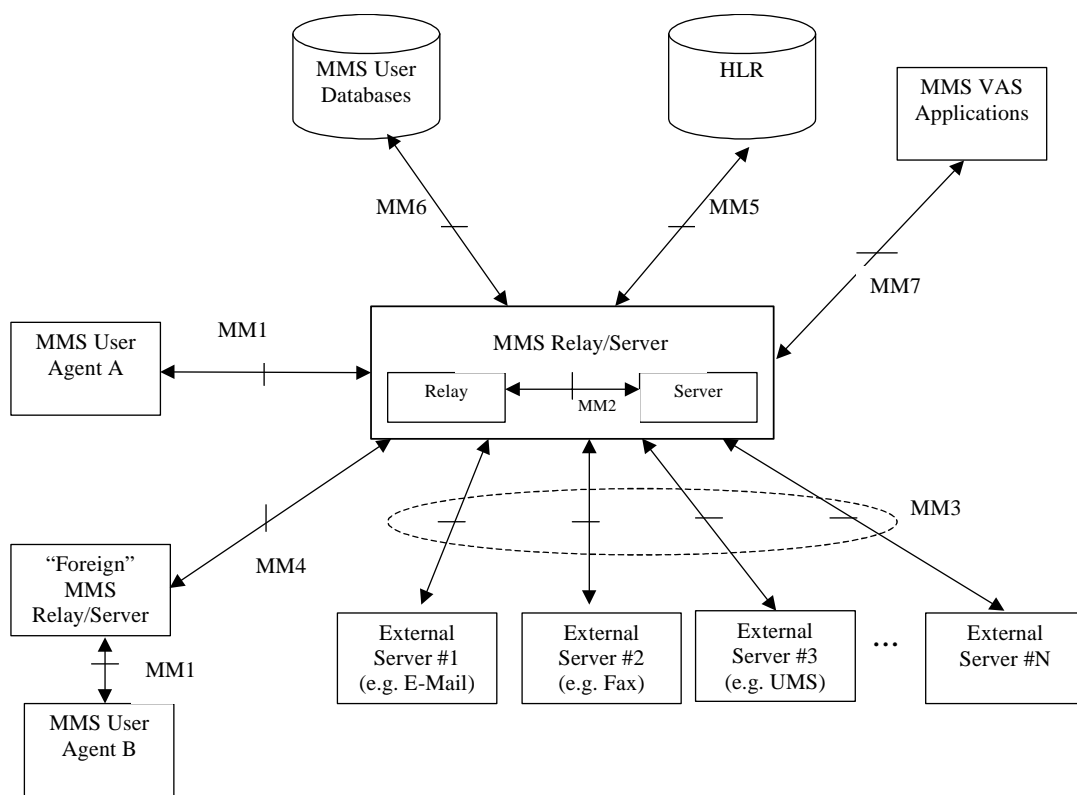 MMS User
Databases
HLR
MMS VAS
Applications
MM6
MM5
MM7
MMS User
Agent A
MM1
MMS Relay/Server
Relay
MM2
Server
MM3
“Foreign”
MMS
Relay/Server
MM4
MM1
MMS User
Agent B
External
Server #1
(e.g. E-Mail)
External
Server #2
(e.g. Fax)
External
Server #3
(e.g. UMS)
...
External
Server #N